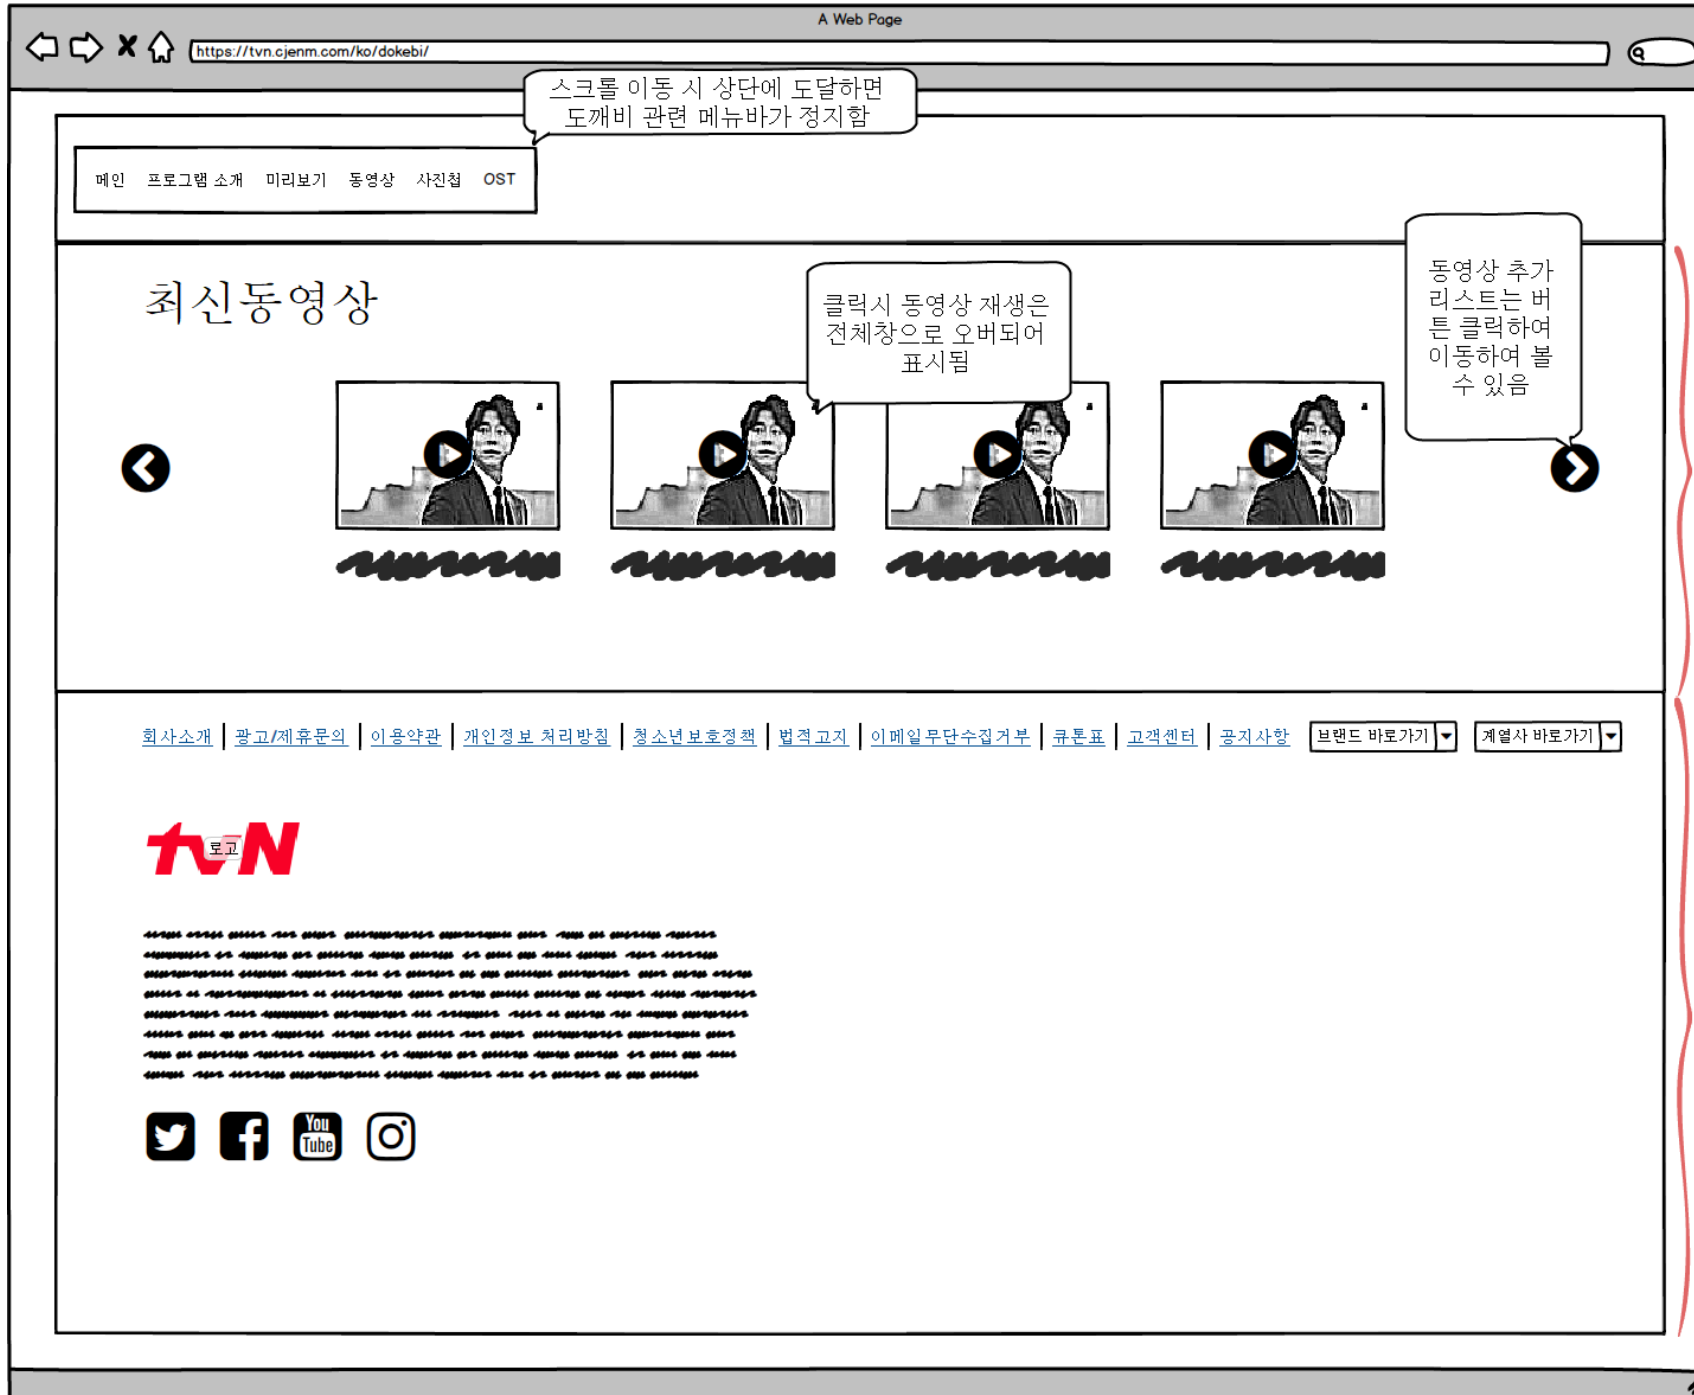 A Web Page
https://tvn.cjenm.com/ko/dokebi/
스크롤 이동 시 상단에 도달하면
도깨비 관련 메뉴바가 정지함
메인 프로그램 소개 미리보기 동영상 사진첩 OST
최신동영상
클릭시 동영상 재생은
전체창으로 오버되어
표시됨
동영상 추가
리스트는 버
튼 클릭하여
이동하여 볼
수 있음
회사소개 | 광고/제휴문의 | 이용약관 | 개인정보 처리방침 | 청소년보호정책 | 법적고지 | 이메일무단수집거부 | 큐톤표 | 고객센터 | 공지사항 브랜드 바로가기 계열사 바로가기
tvN
로고
You
Tube